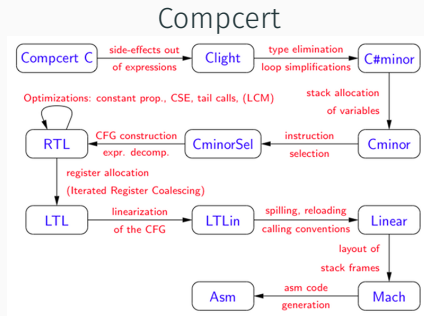 Compcert
Compcert C
side-effects out
of expressions
Clight
type elimination
loop simplifications
C#minor
Optimizations: constant prop., CSE, tail calls, (LCM)
stack allocation
of variables
RTL
CFG construction
expr. decomp.
CminorSel
instruction
selection
Cminor
register allocation
(Iterated Register Coalescing)
LTL
linearization
of the CFG
LTLin
spilling, reloading
calling conventions
Linear
layout of
stack frames
Asm
asm code
generation
Mach